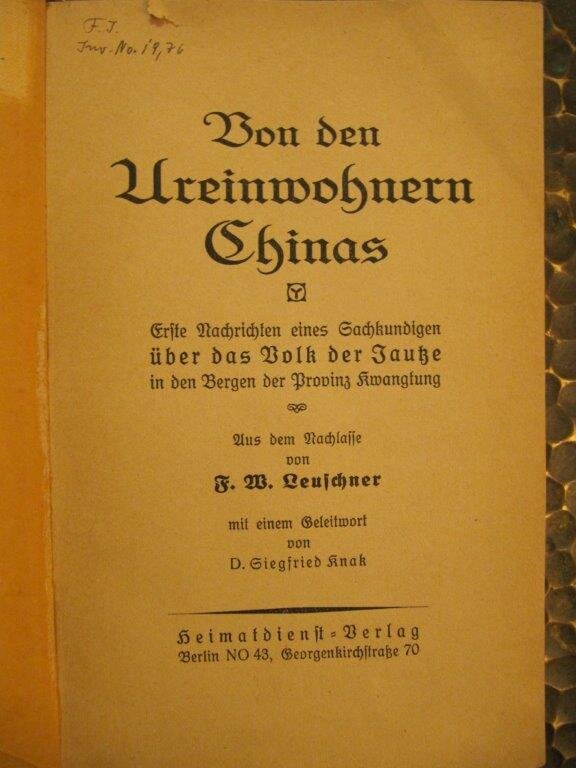 F. J.
Inv. No. 19,76
Von den
Ureinwohnern
Chinas
Erste Nachrichten eines Sachkundigen
über das Volk der Jautze
in den Bergen der Provinz Kwangtung
Aus dem Nachlasse
von
F. W. Leuschner
mit einem Geleitwort
von
D. Siegfried Knak
Heimatdienst-Verlag
Berlin NO 43, Georgenkirchstraße 70